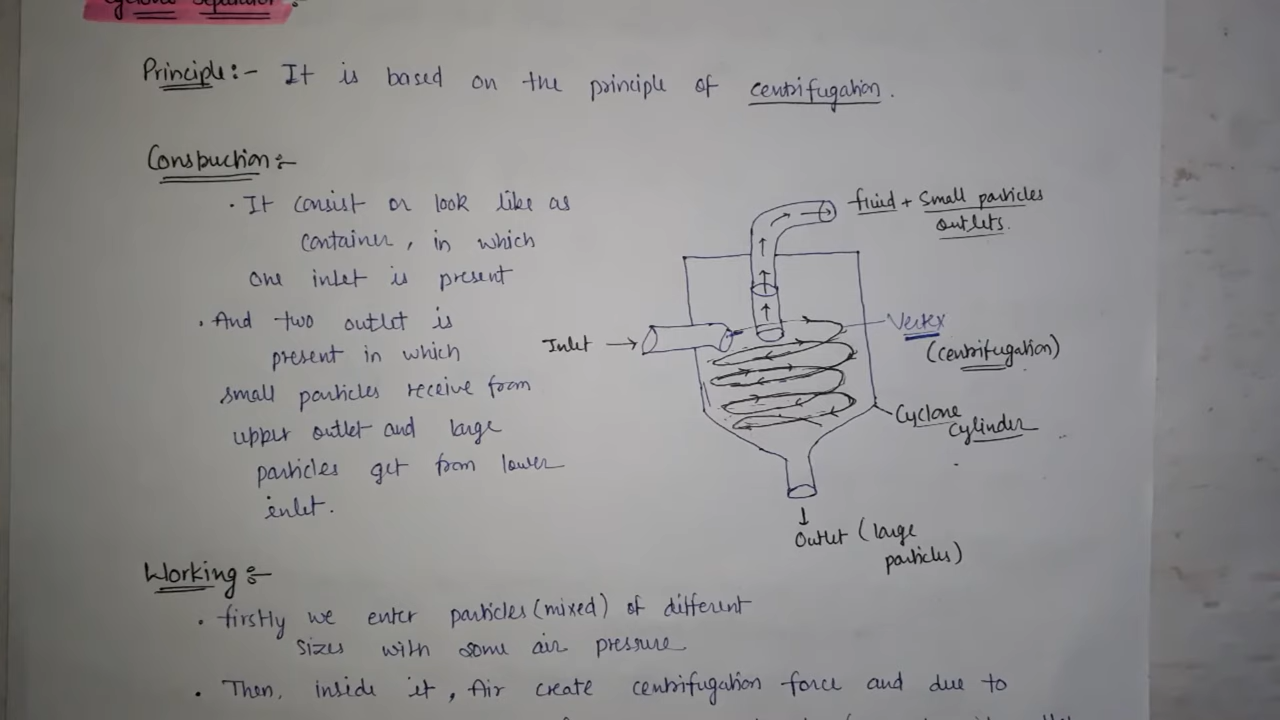 Cyclone Separator :-
Principle:- It is based on the principle of centrifugation.
Construction:-
• It consist or look like as
container, in which
one inlet is present
• And two outlet is
present in which
small particles receive from
upper outlet and large
particles get from lower
enlet.
fluid + small particles
outlets.
Inlet →
Vertex
(centrifugation)
Cyclone
Cylinder
Outlet (large
particles)
Working:-
• firstly we enter particles (mixed) of different
sizes with some air pressure
• Then, inside it, Air create centrifugation force and due to